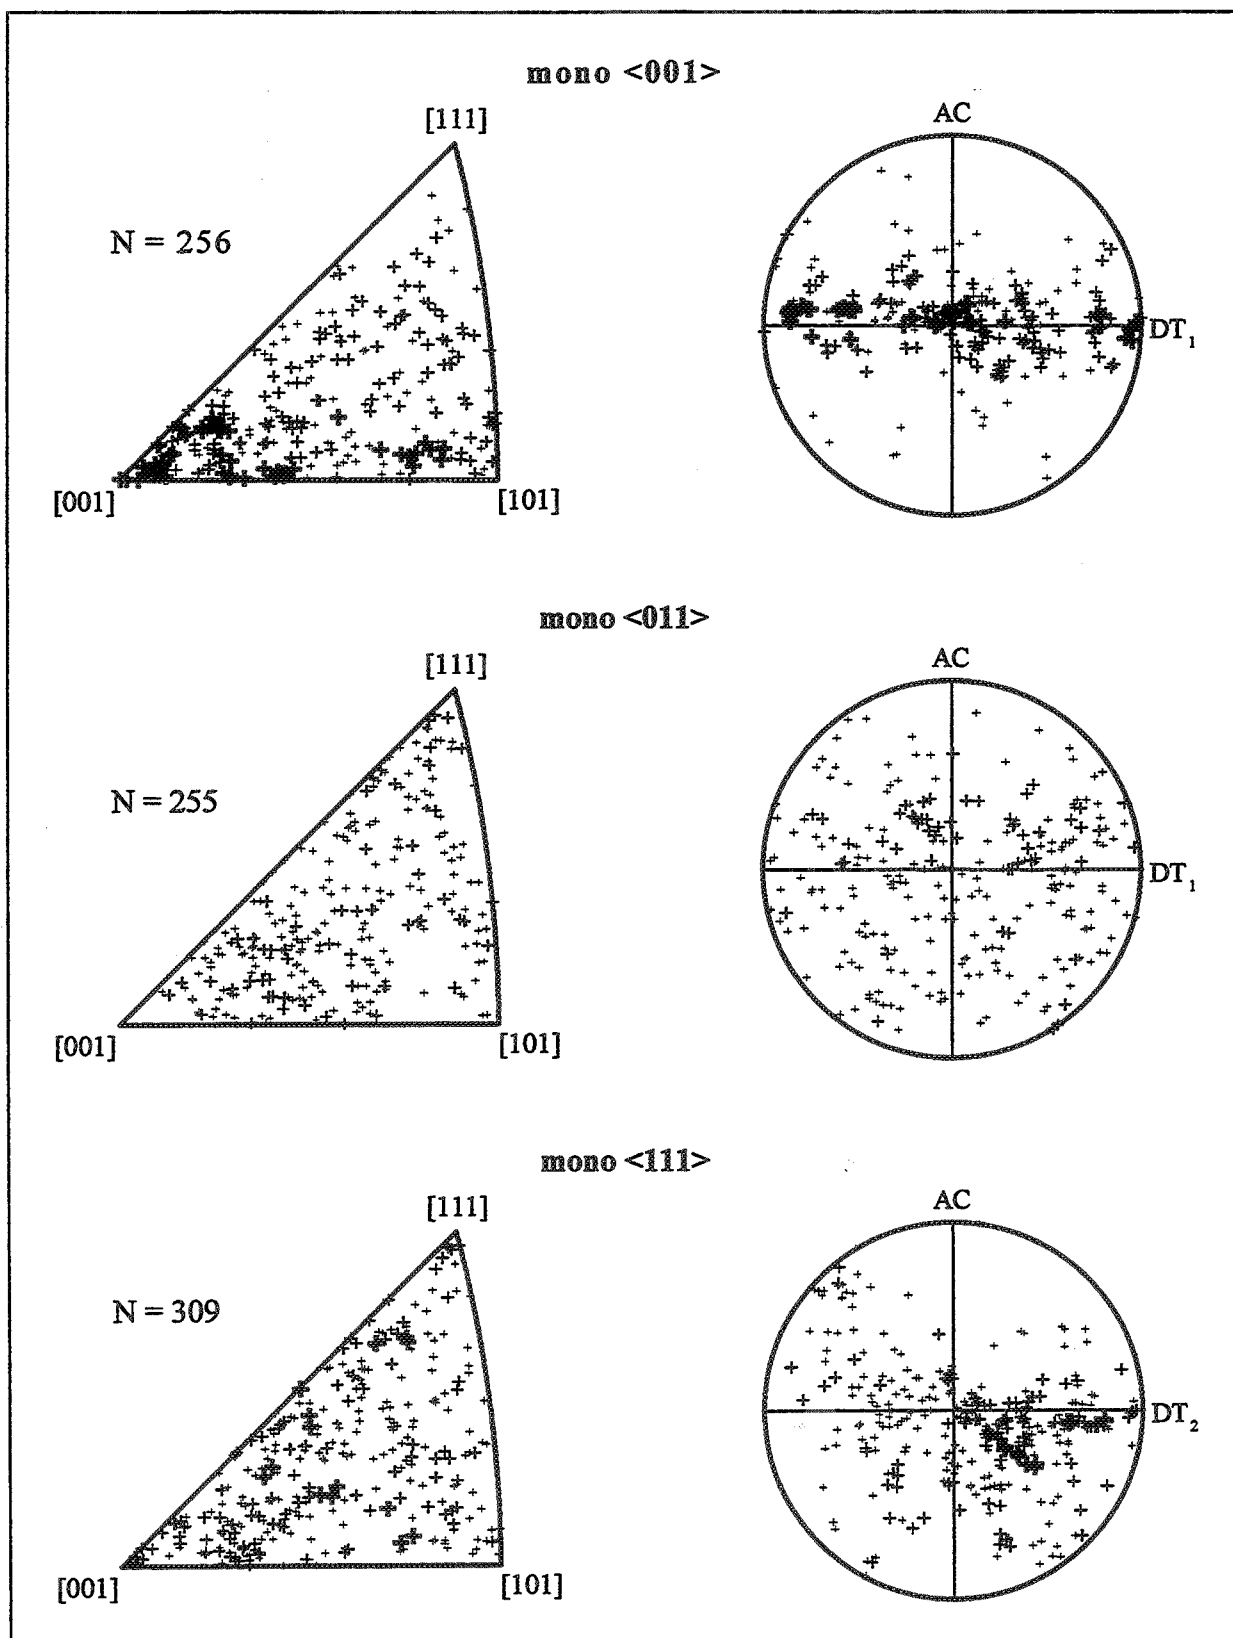 mono <001>
[111]
AC
N = 256
DT₁
[001]
[101]
mono <011>
[111]
AC
N = 255
DT₁
[001]
[101]
mono <111>
[111]
AC
N = 309
DT₂
[001]
[101]